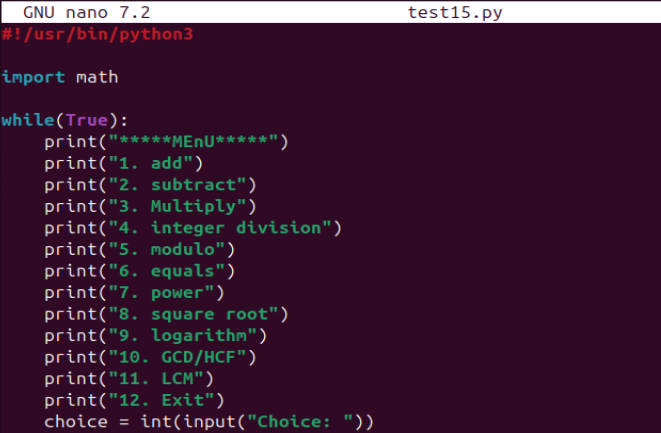 GNU nano 7.2 test15.py
#!/usr/bin/python3
import math
while(True):
    print("*****MEnU*****")
    print("1. add")
    print("2. subtract")
    print("3. Multiply")
    print("4. integer division")
    print("5. modulo")
    print("6. equals")
    print("7. power")
    print("8. square root")
    print("9. logarithm")
    print("10. GCD/HCF")
    print("11. LCM")
    print("12. Exit")
    choice = int(input("Choice: "))